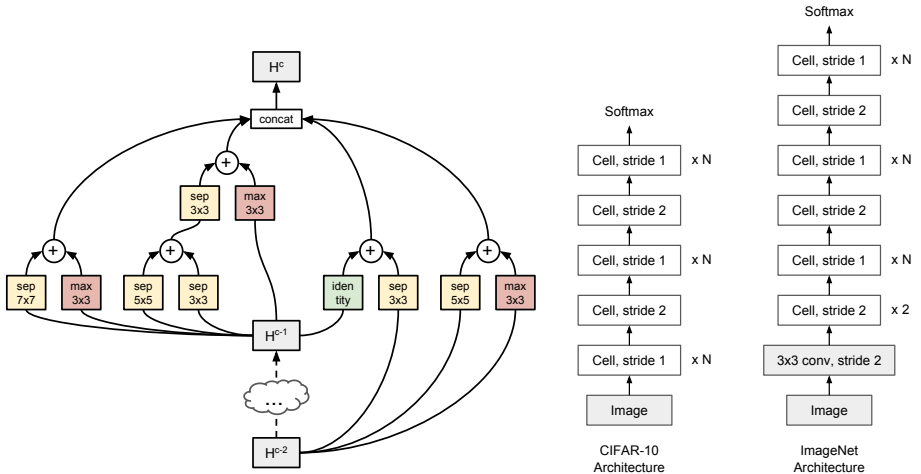 H^c
concat
+
sep
3x3
max
3x3
+
+
+
+
sep
7x7
max
3x3
sep
5x5
sep
3x3
iden
tity
sep
3x3
sep
5x5
max
3x3
H^c-1
...
H^c-2
Softmax
Cell, stride 1 x N
Cell, stride 2
Cell, stride 1 x N
Cell, stride 2
Cell, stride 1 x N
Image
CIFAR-10
Architecture
Softmax
Cell, stride 1 x N
Cell, stride 2
Cell, stride 1 x N
Cell, stride 2
Cell, stride 1 x N
Cell, stride 2 x 2
3x3 conv, stride 2
Image
ImageNet
Architecture